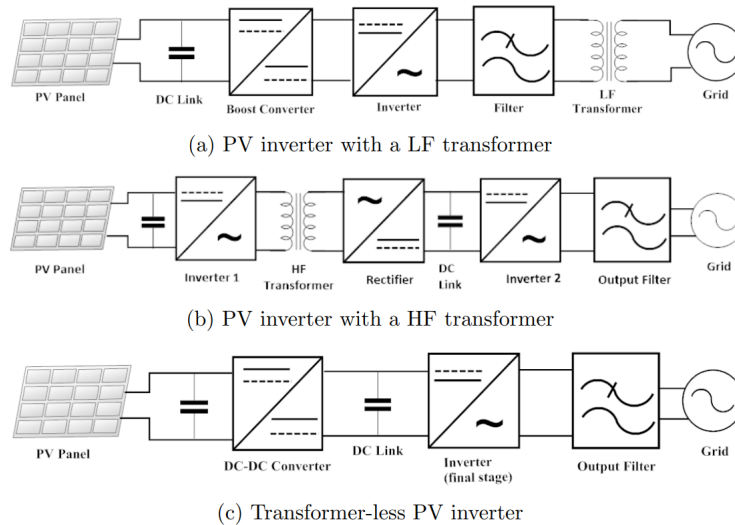 PV Panel
DC Link
Boost Converter
Inverter
Filter
LF
Transformer
Grid
(a) PV inverter with a LF transformer
PV Panel
Inverter 1
HF
Transformer
Rectifier
DC
Link
Inverter 2
Output Filter
Grid
(b) PV inverter with a HF transformer
PV Panel
DC-DC Converter
DC Link
Inverter
(final stage)
Output Filter
Grid
(c) Transformer-less PV inverter